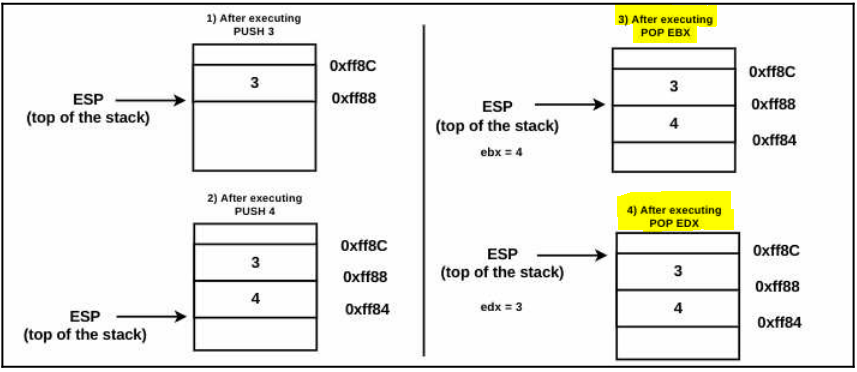 1) After executing
PUSH 3
0xff8C
3
ESP
(top of the stack)
0xff88
2) After executing
PUSH 4
0xff8C
3
0xff88
4
0xff84
ESP
(top of the stack)
3) After executing
POP EBX
0xff8C
3
0xff88
ESP
(top of the stack)
4
0xff84
ebx = 4
4) After executing
POP EDX
0xff8C
ESP
(top of the stack)
3
0xff88
edx = 3
4
0xff84